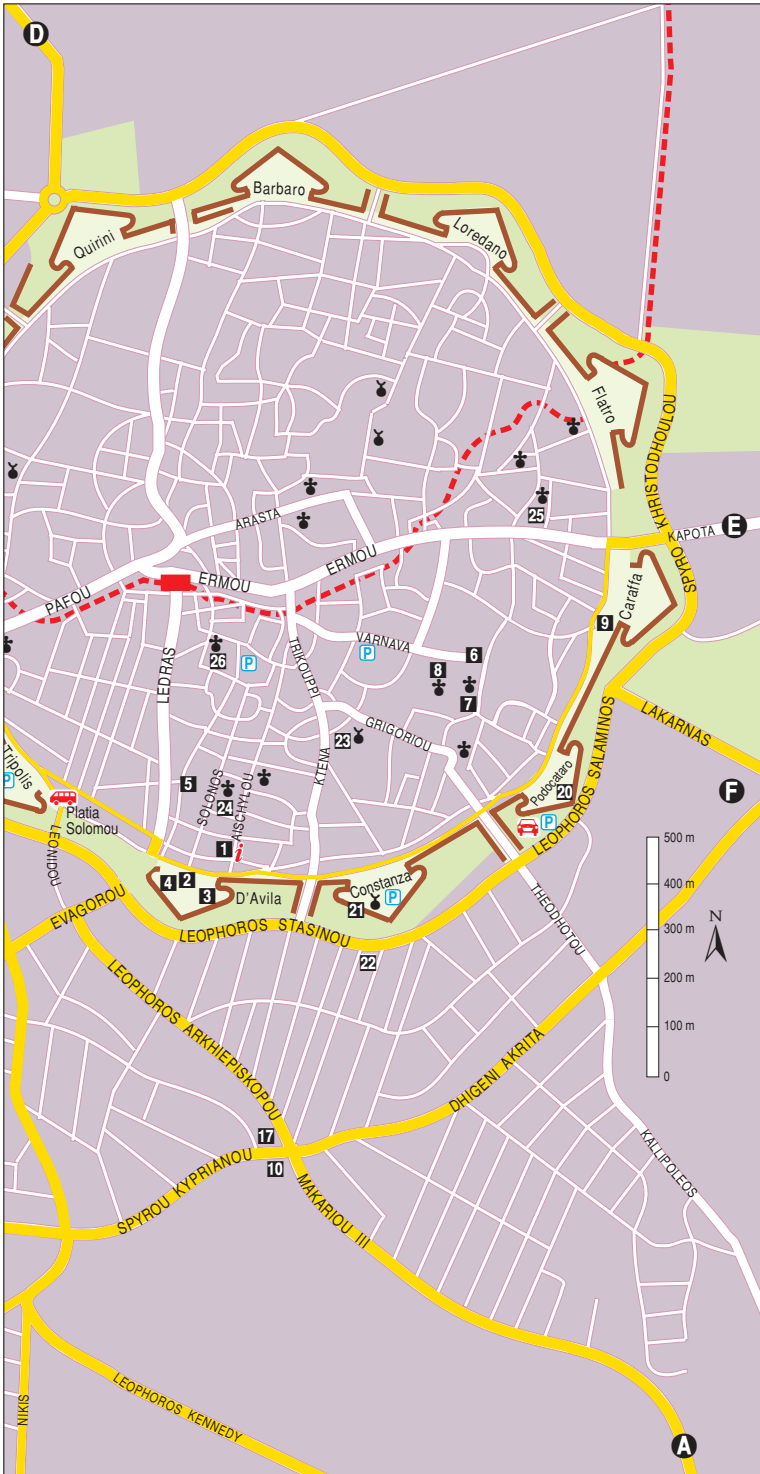 D
Barbaro
Quirini
Loredano
Flatro
SPYRO KHRISTODHOULOU
ARASTA
25
E
KAPOTA
ERMOU
ERMOU
PAFOU
Caraffa
9
VARNAVA
6
TRIKOUPPI
P
26
P
8
7
LEDRAS
LAKARNAS
GRIGORIOU
23
KTENA
LEOPHOROS SALAMINOS
Tripolis
P
5
SOLONOS
24
AISCHYLOU
Podocataro
20
F
Platia
Solomou
P
LEONIDOU
1
i
500 m
4
2
3
D'Avila
Constanza
P
21
400 m
THEODHOTOU
EVAGOROU
LEOPHOROS STASINOU
N
300 m
22
200 m
LEOPHOROS ARKHIEPISKOPOU
100 m
DHIGENI AKRITA
0
17
10
SPYROU KYPRIANOU
KALLIPOLEOS
MAKARIOU III
NIKIS
LEOPHOROS KENNEDY
A